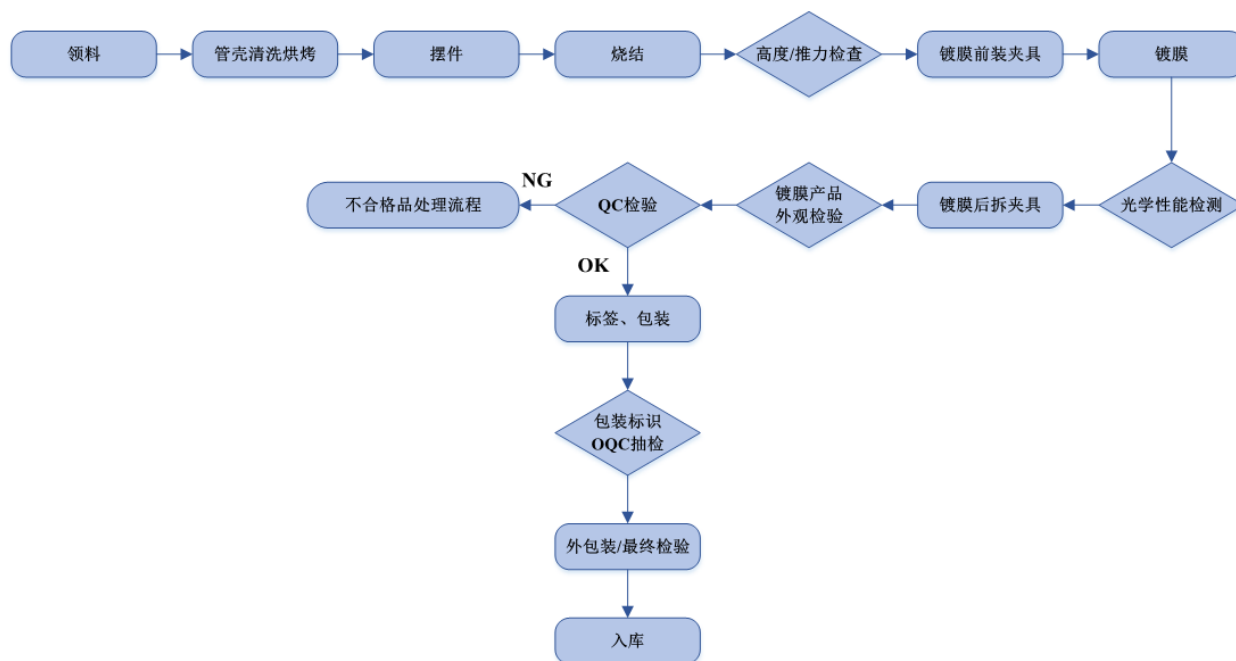 领料
管壳清洗烘烤
摆件
烧结
高度/推力检查
镀膜前装夹具
镀膜
光学性能检测
镀膜后拆夹具
镀膜产品
外观检验
QC检验
NG
不合格品处理流程
OK
标签、包装
包装标识
OQC抽检
外包装/最终检验
入库